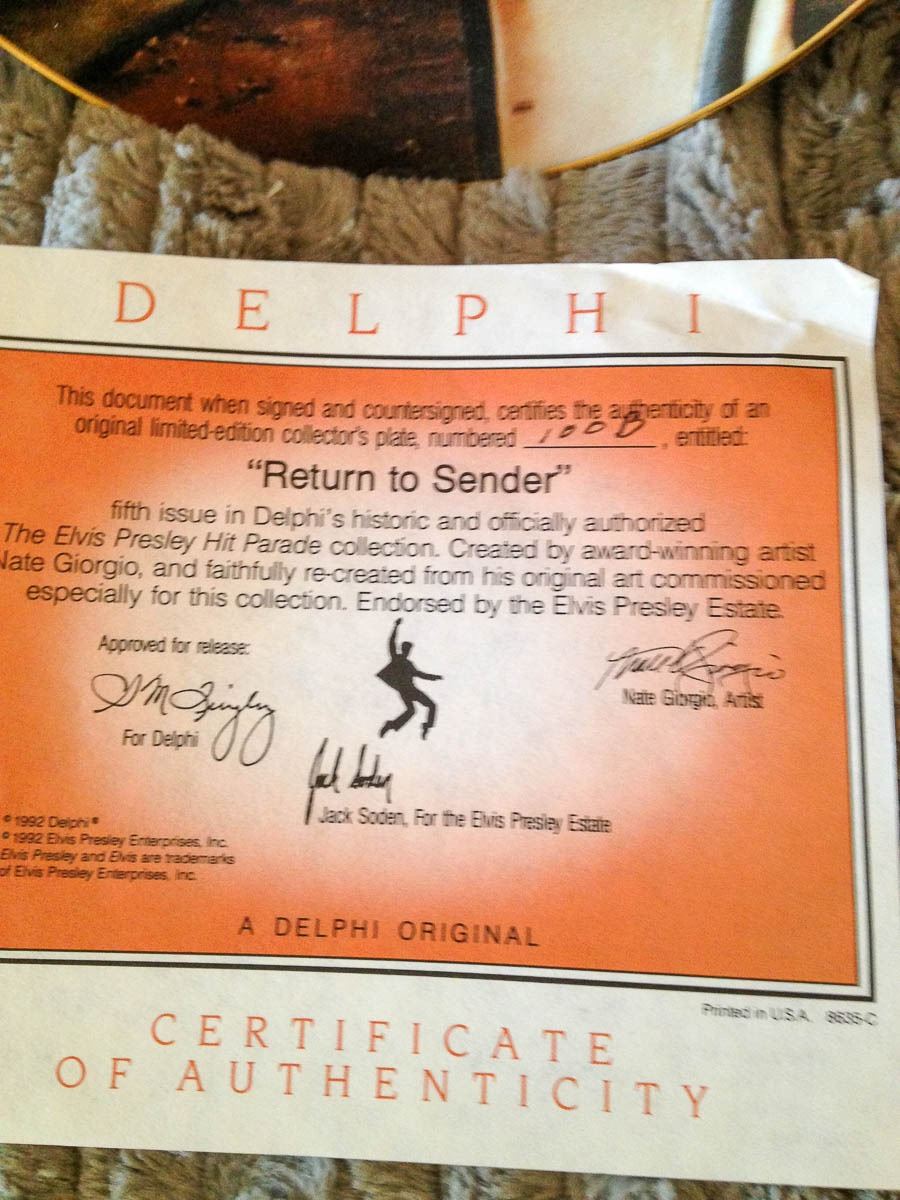 DELPHI
This document when signed and countersigned, certifies the authenticity of an
original limited-edition collector's plate, numbered 100B, entitled:
"Return to Sender"
fifth issue in Delphi's historic and officially authorized
The Elvis Presley Hit Parade collection. Created by award-winning artist
Nate Giorgio, and faithfully re-created from his original art commissioned
especially for this collection. Endorsed by the Elvis Presley Estate.
Approved for release:
For Delphi
Nate Giorgio
Nate Giorgio, Artist
Jack Soden
Jack Soden, For the Elvis Presley Estate
© 1992 Delphi®
© 1992 Elvis Presley Enterprises, Inc.
Elvis Presley and Elvis are trademarks
of Elvis Presley Enterprises, Inc.
A DELPHI ORIGINAL
Printed in U.S.A. 8635-C
CERTIFICATE
OF AUTHENTICITY